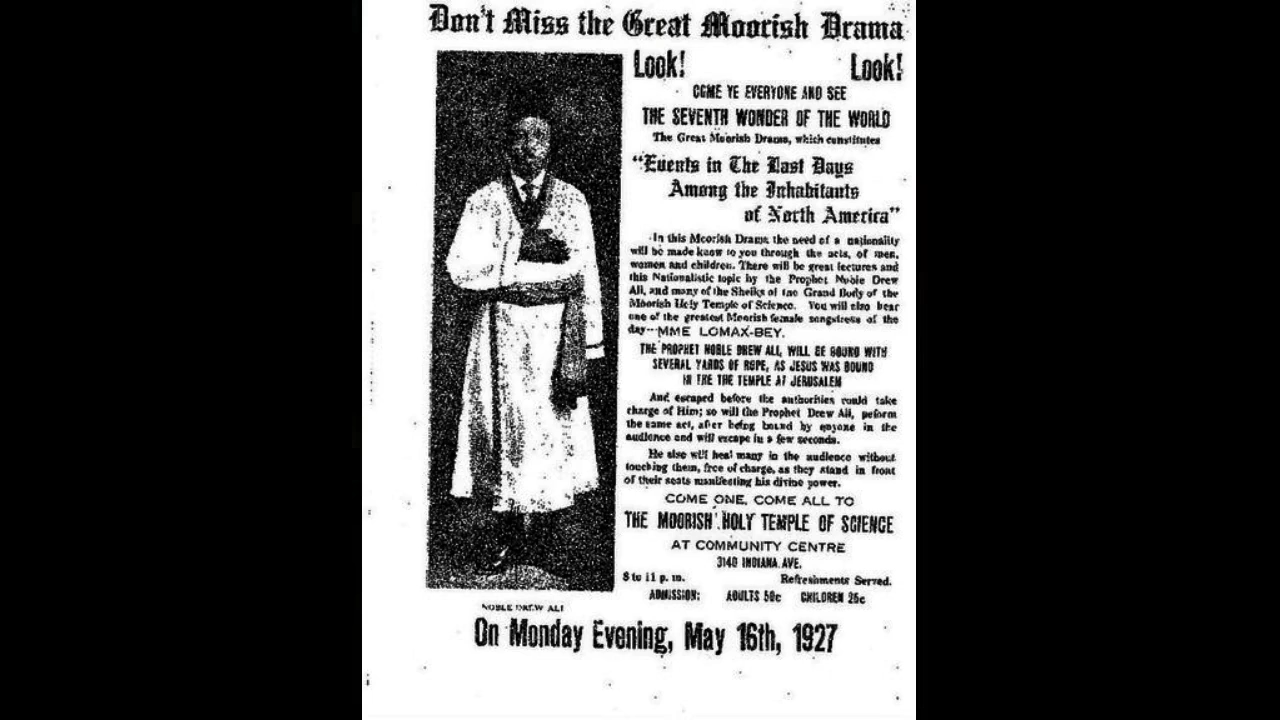 Don't Miss the Great Moorish Drama
Look! Look!
COME YE EVERYONE AND SEE
THE SEVENTH WONDER OF THE WORLD
The Great Moorish Drama, which constitutes
"Events in The Last Days
Among the Inhabitants
of North America"
In this Moorish Drama the need of a nationality
will be made know to you through the acts, of men,
women and children. There will be great lectures and
this Nationalistic topic by the Prophet Noble Drew
Ali, and many of the Sheiks of the Grand Body of the
Moorish Holy Temple of Science. You will also hear
one of the greatest Moorish female songstress of the
day--MME LOMAX-BEY.
THE PROPHET NOBLE DREW ALI, WILL BE BOUND WITH
SEVERAL YARDS OF ROPE, AS JESUS WAS BOUND
IN THE THE TEMPLE AT JERUSALEM
And escaped before the authorities could take
charge of Him; so will the Prophet Drew Ali, peform
the same act, after being bound by anyone in the
audience and will escape in a few seconds.
He also will heal many in the audience without
touching them, free of charge, as they stand in front
of their seats manifesting his divine power.
COME ONE, COME ALL TO
THE MOORISH HOLY TEMPLE OF SCIENCE
AT COMMUNITY CENTRE
3140 INDIANA AVE.
8 to 11 p. m. Refreshments Served.
ADMISSION: ADULTS 50c CHILDREN 25c
NOBLE DREW ALI
On Monday Evening, May 16th, 1927